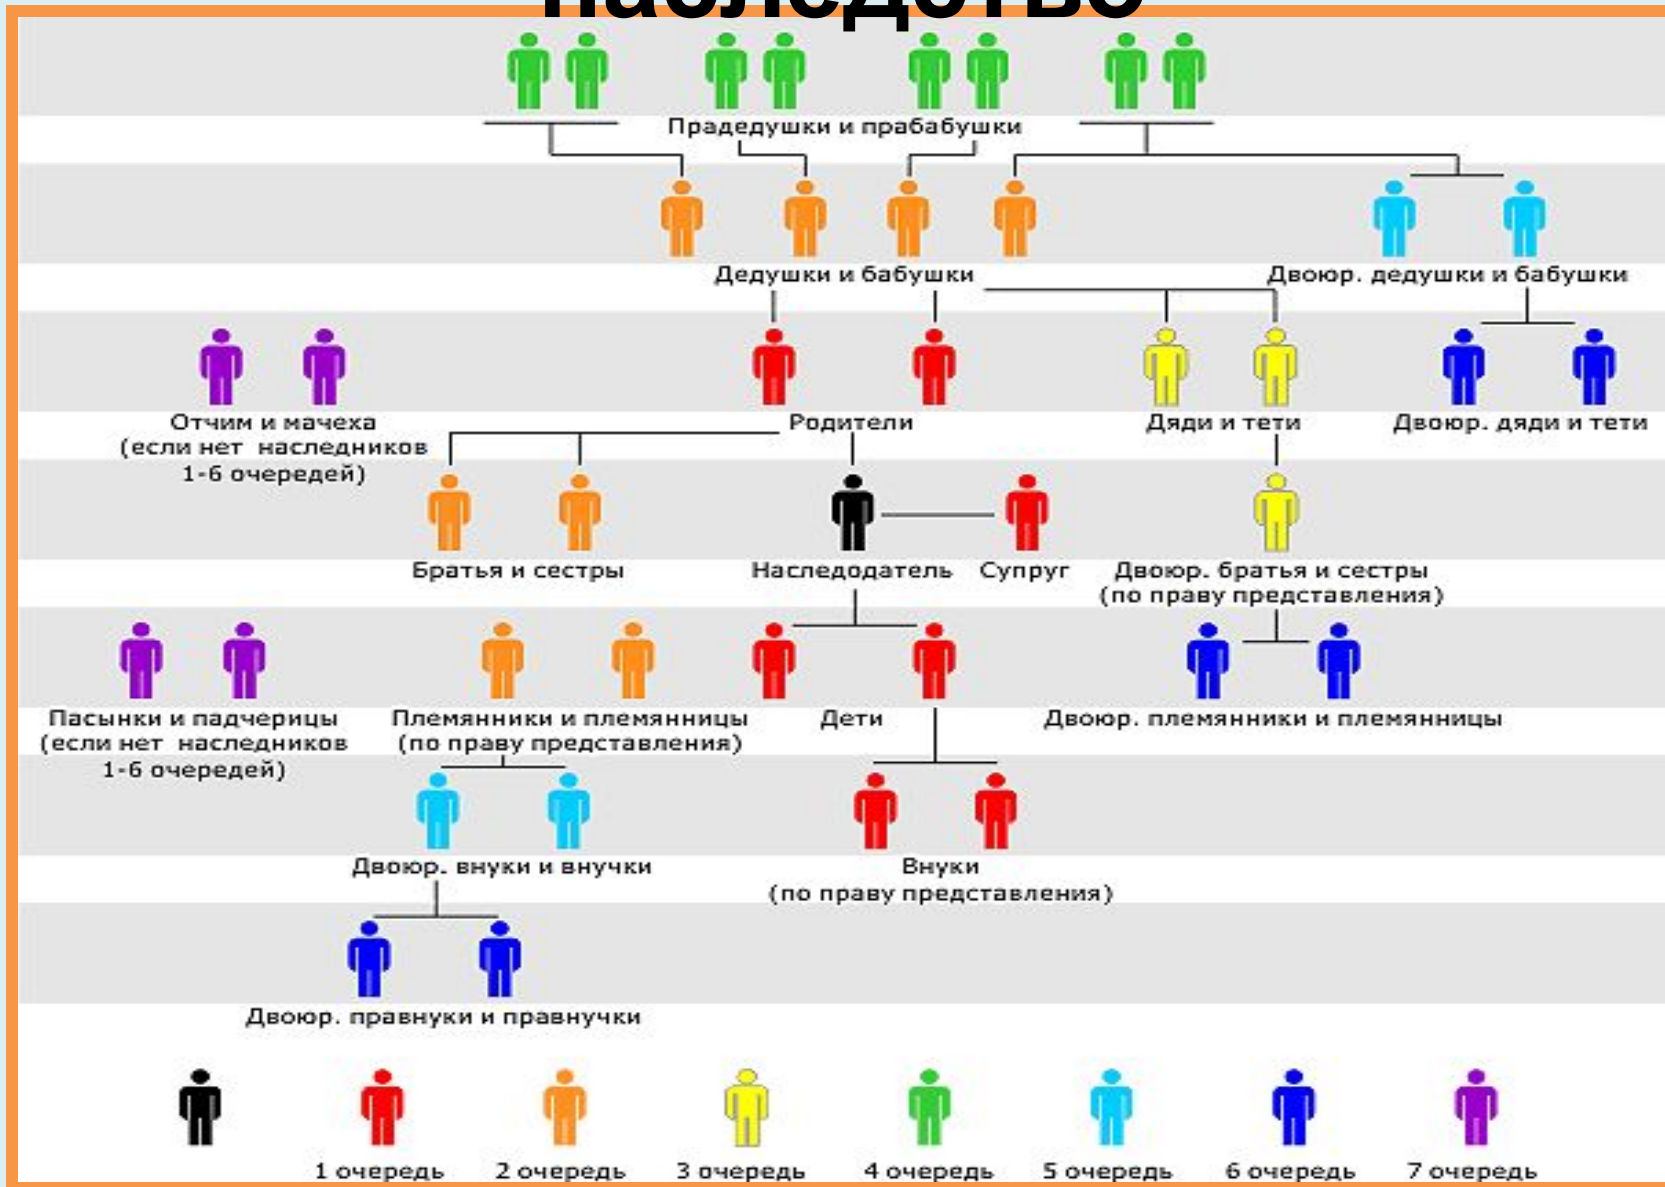 наследство
Прадедушки и прабабушки
Дедушки и бабушки
Двоюр. дедушки и бабушки
Отчим и мачеха
(если нет наследников
1-6 очередей)
Родители
Дяди и тети
Двоюр. дяди и тети
Братья и сестры
Наследодатель
Супруг
Двоюр. братья и сестры
(по праву представления)
Пасынки и падчерицы
(если нет наследников
1-6 очередей)
Племянники и племянницы
(по праву представления)
Дети
Двоюр. племянники и племянницы
Двоюр. внуки и внучки
Внуки
(по праву представления)
Двоюр. правнуки и правнучки
1 очередь
2 очередь
3 очередь
4 очередь
5 очередь
6 очередь
7 очередь